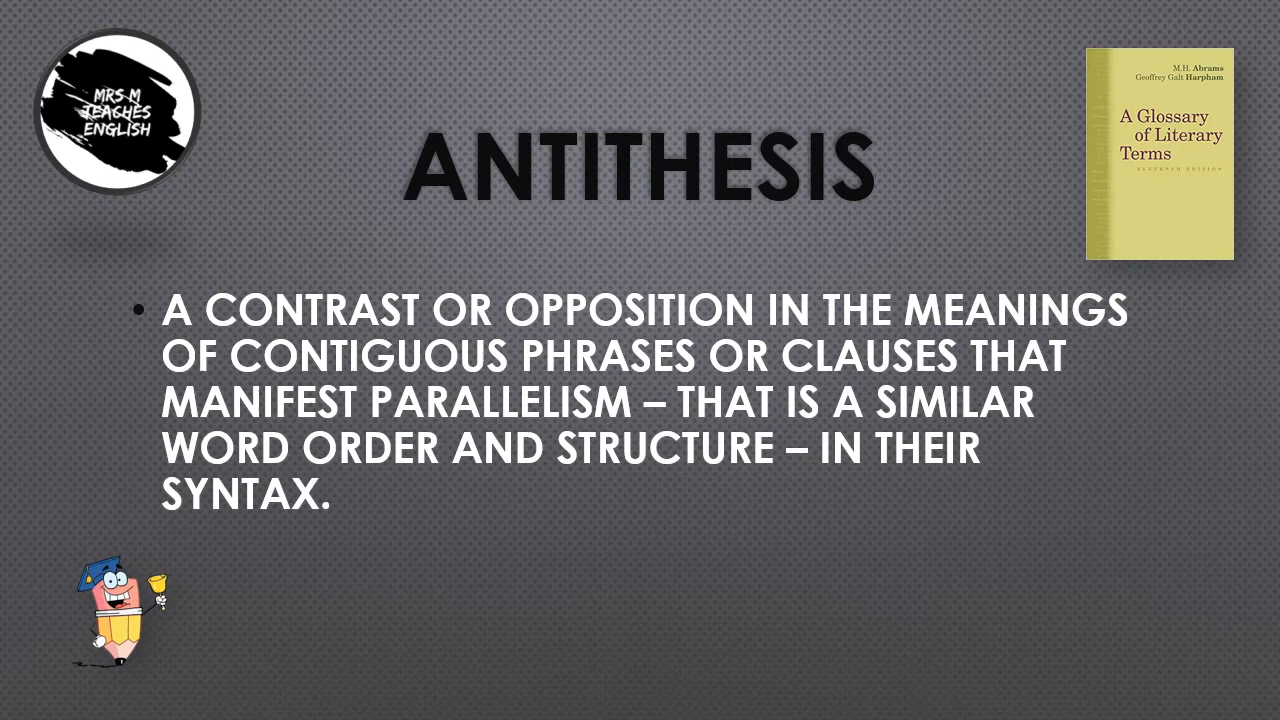 MRS M
TEACHES
ENGLISH
M.H. Abrams
Geoffrey Galt Harpham
A Glossary
of Literary
Terms
ELEVENTH EDITION
ANTITHESIS
• A CONTRAST OR OPPOSITION IN THE MEANINGS
OF CONTIGUOUS PHRASES OR CLAUSES THAT
MANIFEST PARALLELISM – THAT IS A SIMILAR
WORD ORDER AND STRUCTURE – IN THEIR
SYNTAX.